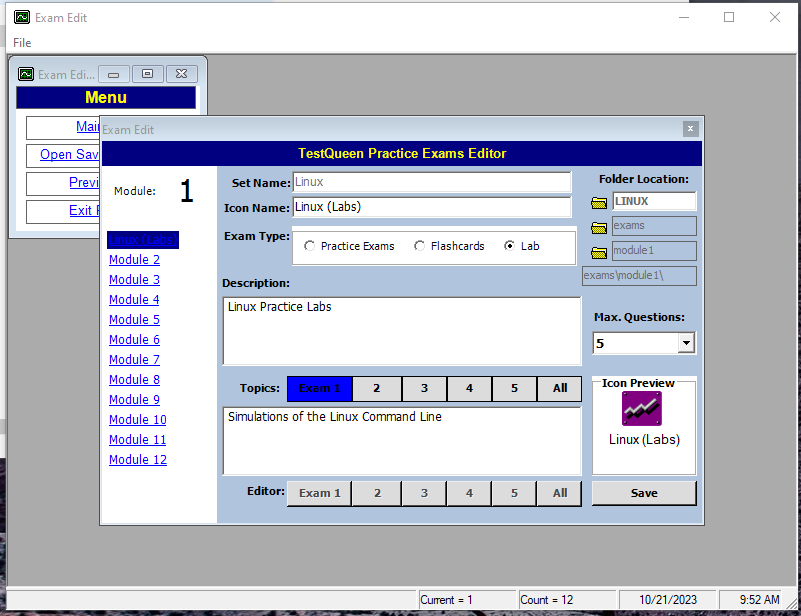 Exam Edit
File
Exam Edi...
Menu
Main
Open Sav
Previ
Exit
Exam Edit
TestQueen Practice Exams Editor
Module: 1
Linux (Labs)
Module 2
Module 3
Module 4
Module 5
Module 6
Module 7
Module 8
Module 9
Module 10
Module 11
Module 12
Set Name: Linux
Icon Name: Linux (Labs)
Exam Type: Practice Exams Flashcards Lab
Description:
Linux Practice Labs
Topics: Exam 1 2 3 4 5 All
Simulations of the Linux Command Line
Editor: Exam 1 2 3 4 5 All
Folder Location:
LINUX
exams
module1
exams\module1\
Max. Questions:
5
Icon Preview
Linux (Labs)
Save
Current = 1 Count = 12 10/21/2023 9:52 AM